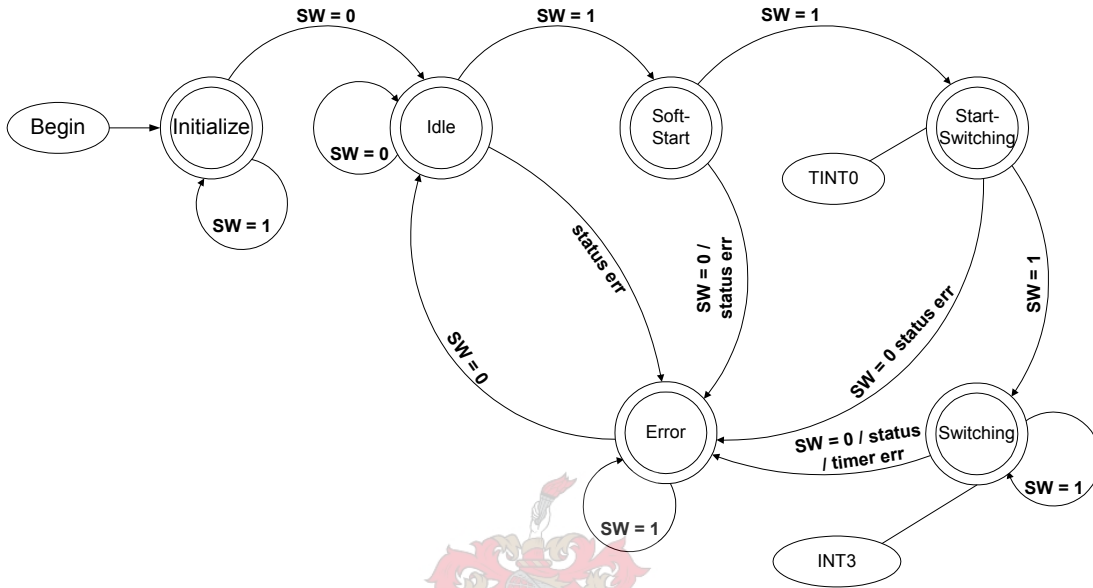 SW = 0
SW = 1
SW = 1
Begin
Initialize
Idle
Soft-
Start
Start-
Switching
SW = 0
TINT0
SW = 1
status err
SW = 0 /
status err
SW = 1
SW = 0 status err
SW = 0
Error
SW = 0 / status
/ timer err
Switching
SW = 1
SW = 1
INT3